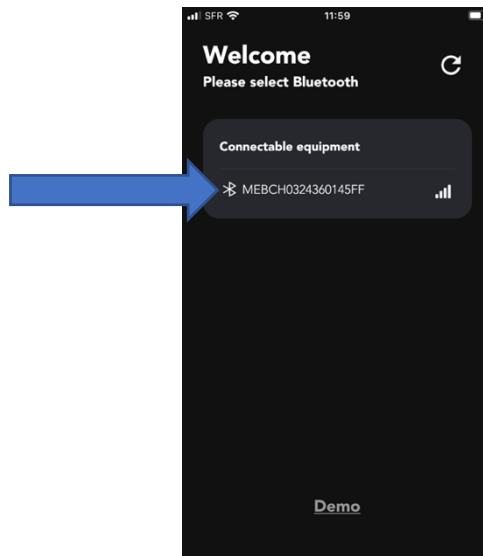 SFR 11:59
Welcome
Please select Bluetooth
Connectable equipment
MEBCH0324360145FF
Demo